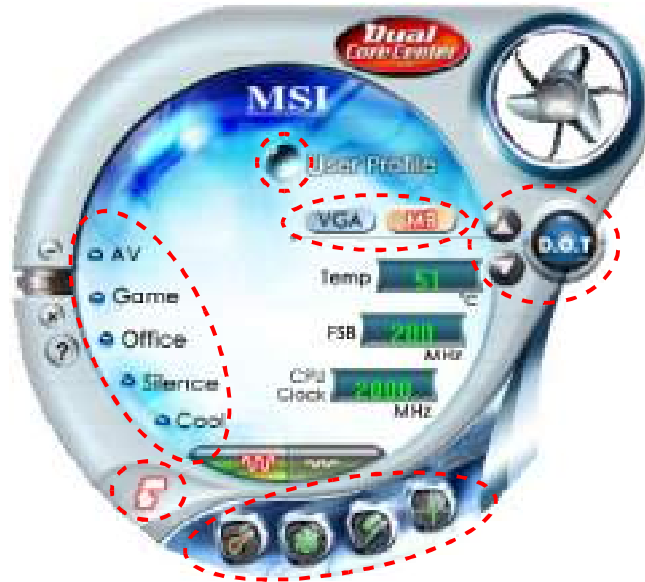 Dual
Core Center
MSI
User Profile
VGA MB
D.O.T
AV
Temp 51
°C
Game
FSB 200
MHz
Office
?
Silence
CPU
Clock 2800
MHz
Cool